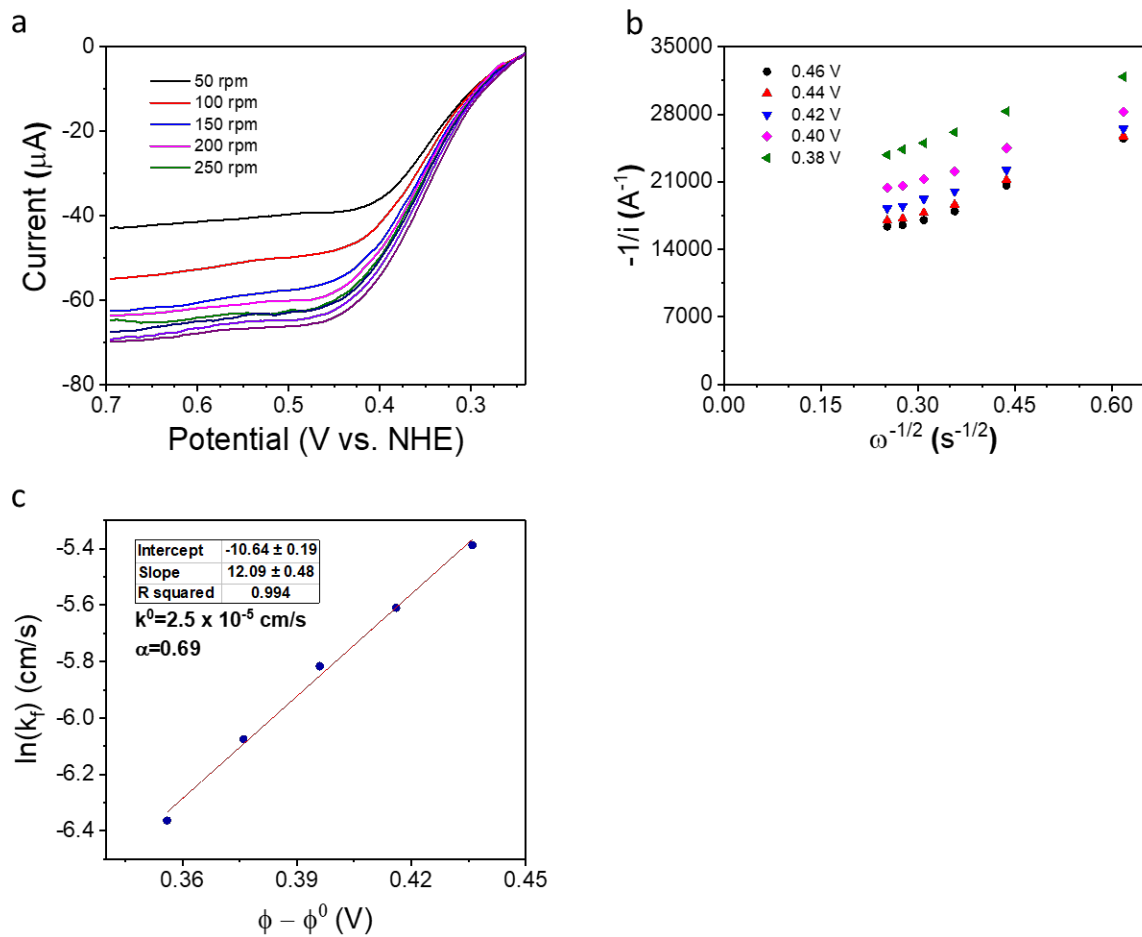 a
0
-20
-40
-60
-80
Current (μA)
50 rpm
100 rpm
150 rpm
200 rpm
250 rpm
0.7 0.6 0.5 0.4 0.3
Potential (V vs. NHE)
b
35000
28000
21000
14000
7000
0
-1/i (A⁻¹)
0.46 V
0.44 V
0.42 V
0.40 V
0.38 V
0.00 0.15 0.30 0.45 0.60
ω⁻¹/² (s⁻¹/²)
c
-5.4
-5.6
-5.8
-6.0
-6.2
-6.4
ln(k_f) (cm/s)
Intercept -10.64 ± 0.19
Slope 12.09 ± 0.48
R squared 0.994
k⁰=2.5 x 10⁻⁵ cm/s
α=0.69
0.36 0.39 0.42 0.45
ϕ – ϕ⁰ (V)